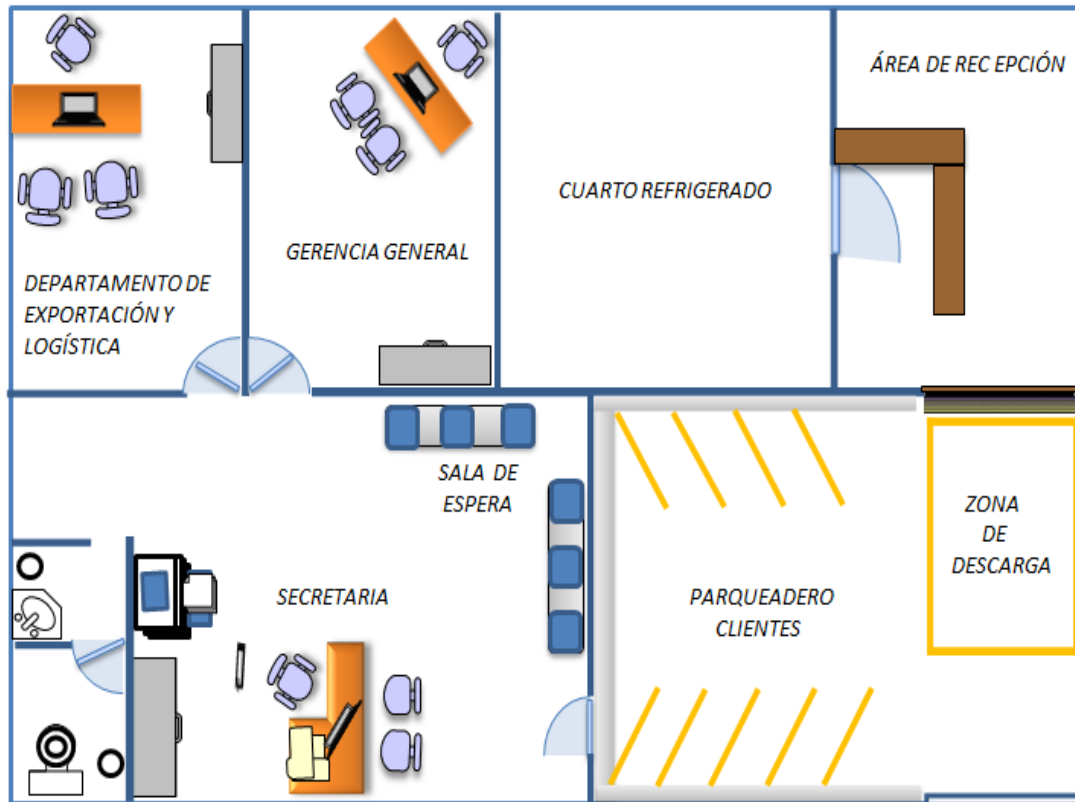 ÁREA DE REC EPCIÓN
CUARTO REFRIGERADO
GERENCIA GENERAL
DEPARTAMENTO DE
EXPORTACIÓN Y
LOGÍSTICA
SALA DE
ESPERA
ZONA
DE
DESCARGA
SECRETARIA
PARQUEADERO
CLIENTES